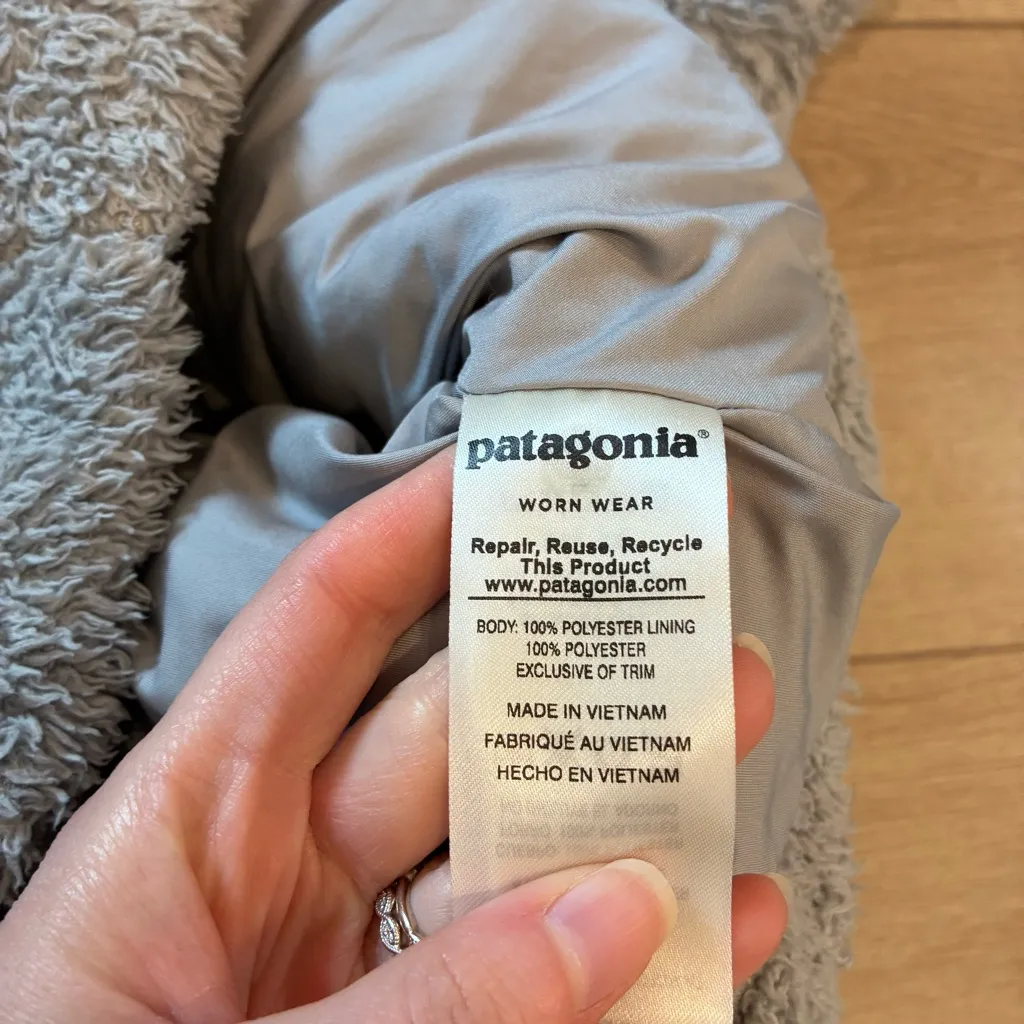 patagonia®
WORN WEAR
Repair, Reuse, Recycle
This Product
www.patagonia.com
BODY: 100% POLYESTER LINING
100% POLYESTER
EXCLUSIVE OF TRIM
MADE IN VIETNAM
FABRIQUÉ AU VIETNAM
HECHO EN VIETNAM